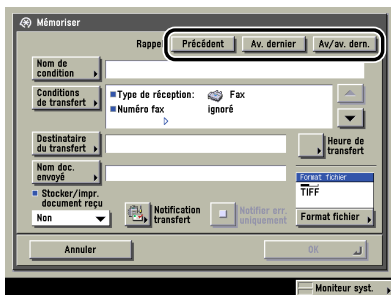 Mémoriser
Rappel Précédent Av. dernier Av/av. dern.
Nom de
condition
Conditions
de transfert
Type de réception: Fax
Numéro fax ignoré
Destinataire
du transfert
Heure de
transfert
Nom doc.
envoyé
Format fichier
TIFF
Stocker/impr.
document reçu
Non
Notification
transfert
Notifier err.
uniquement
Format fichier
Annuler
OK
Moniteur syst.